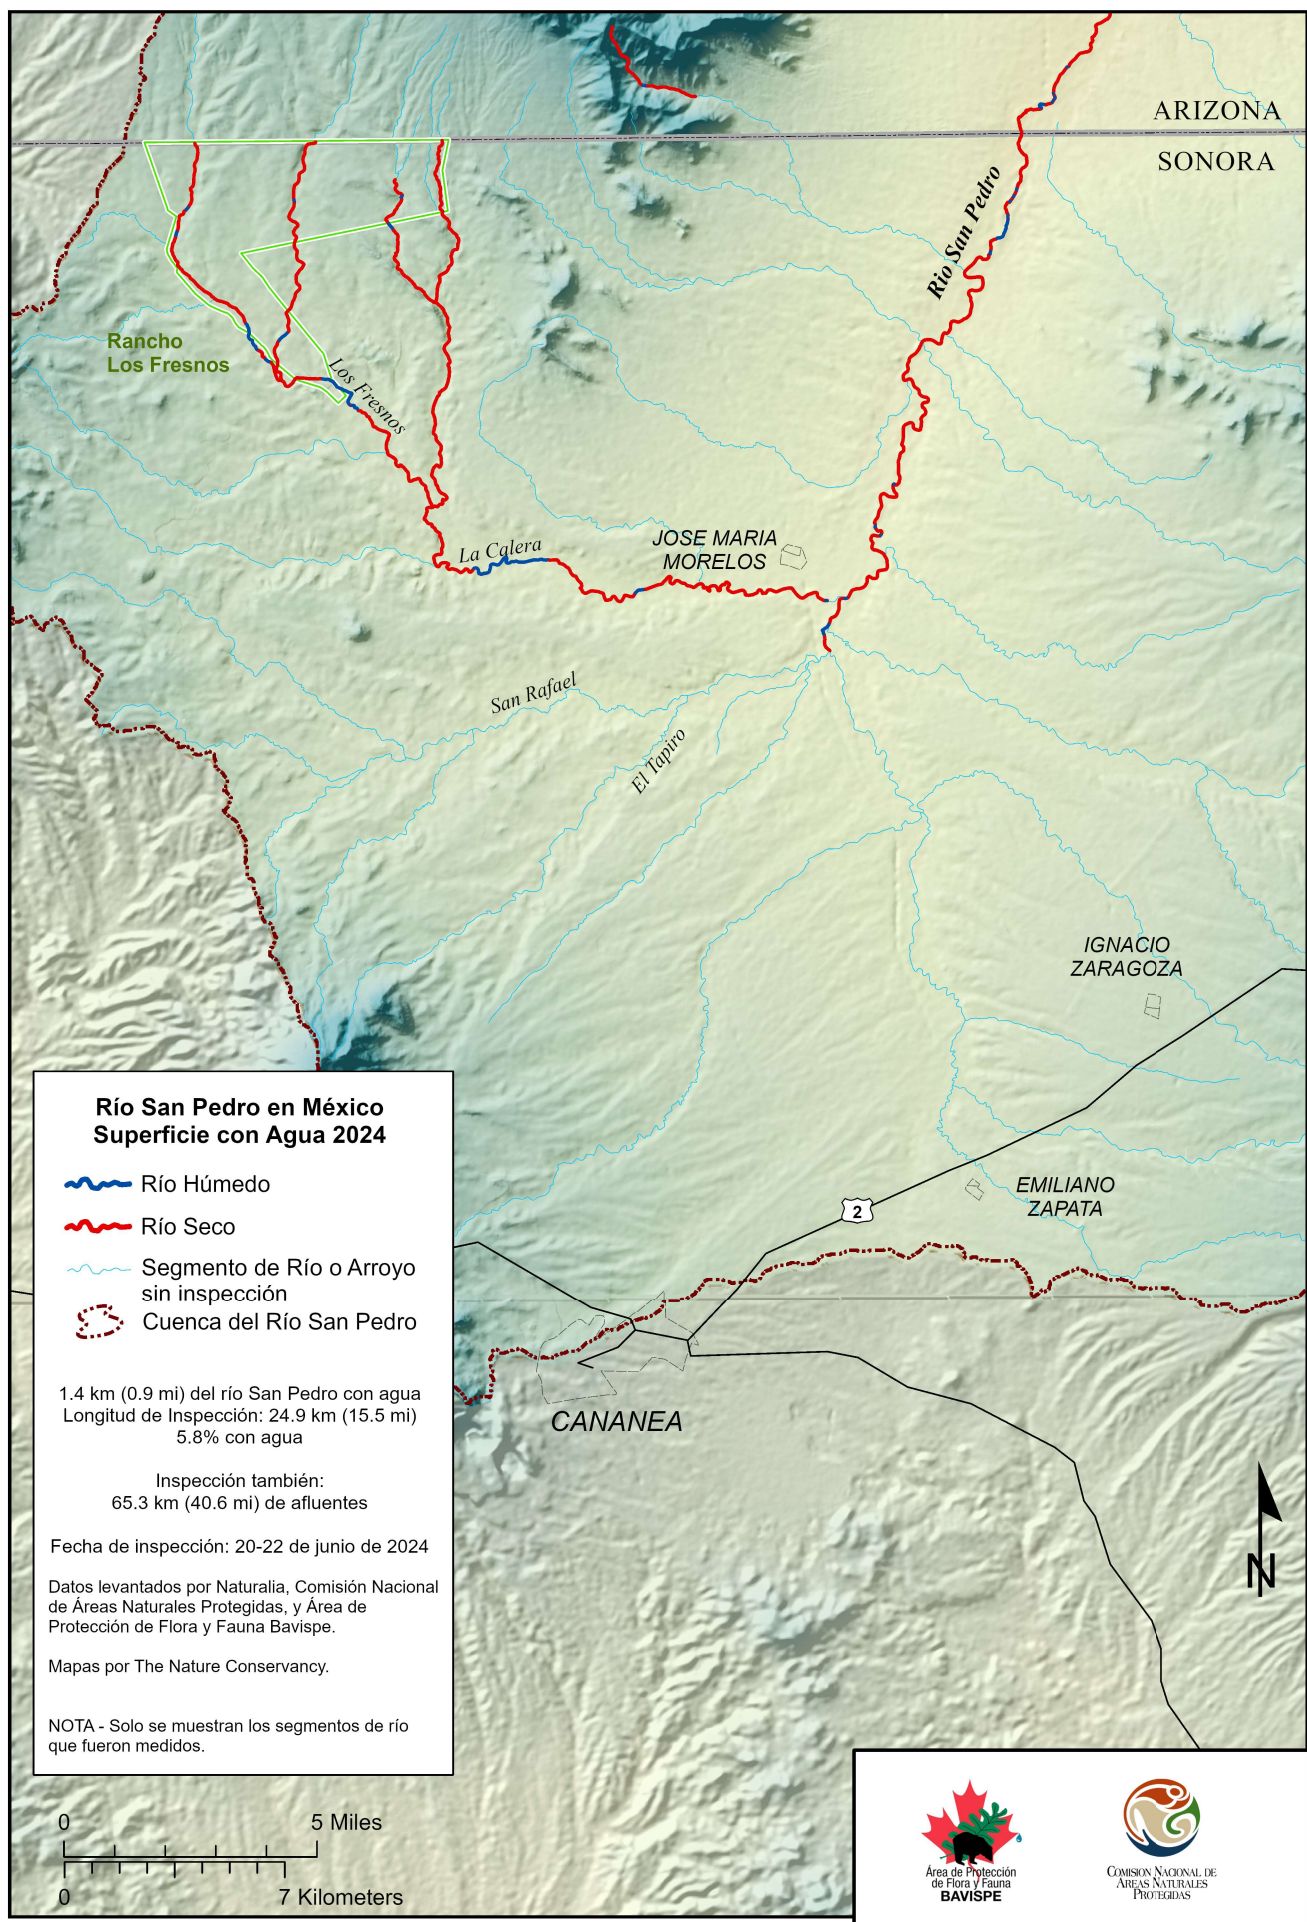 ARIZONA
SONORA
Rio San Pedro
Rancho
Los Fresnos
Los Fresnos
La Calera
JOSE MARIA
MORELOS
San Rafael
El Tapiro
IGNACIO
ZARAGOZA
EMILIANO
ZAPATA
2
CANANEA
Río San Pedro en México
Superficie con Agua 2024
Río Húmedo
Río Seco
Segmento de Río o Arroyo
sin inspección
Cuenca del Río San Pedro
1.4 km (0.9 mi) del río San Pedro con agua
Longitud de Inspección: 24.9 km (15.5 mi)
5.8% con agua
Inspección también:
65.3 km (40.6 mi) de afluentes
Fecha de inspección: 20-22 de junio de 2024
Datos levantados por Naturalia, Comisión Nacional
de Áreas Naturales Protegidas, y Área de
Protección de Flora y Fauna Bavispe.
Mapas por The Nature Conservancy.
NOTA - Solo se muestran los segmentos de río
que fueron medidos.
N
0 5 Miles
0 7 Kilometers
Área de Protección
de Flora y Fauna
BAVISPE
COMISION NACIONAL DE
AREAS NATURALES
PROTEGIDAS